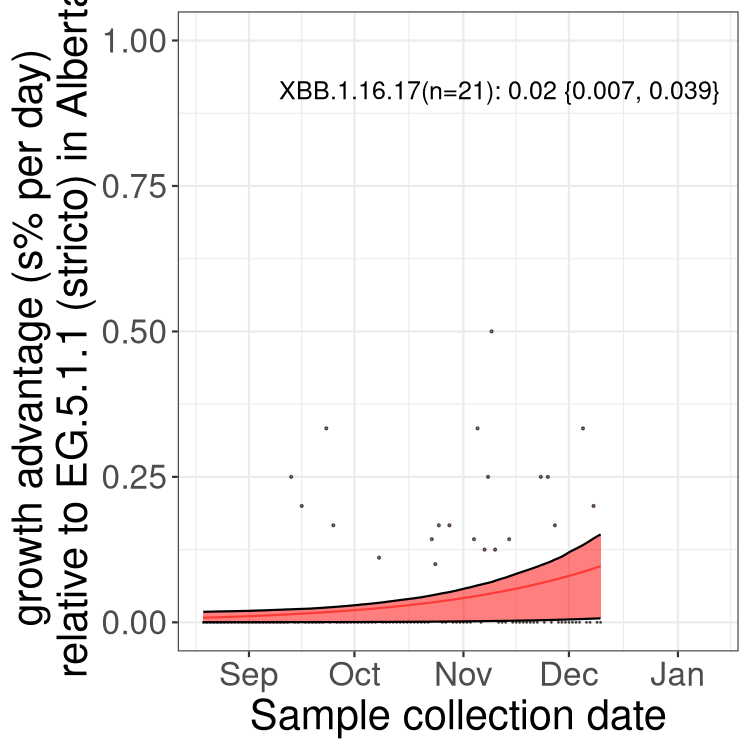 growth advantage (s% per day)
relative to EG.5.1.1 (stricto) in Alberta
1.00
0.75
0.50
0.25
0.00
XBB.1.16.17(n=21): 0.02 {0.007, 0.039}
Sep Oct Nov Dec Jan
Sample collection date